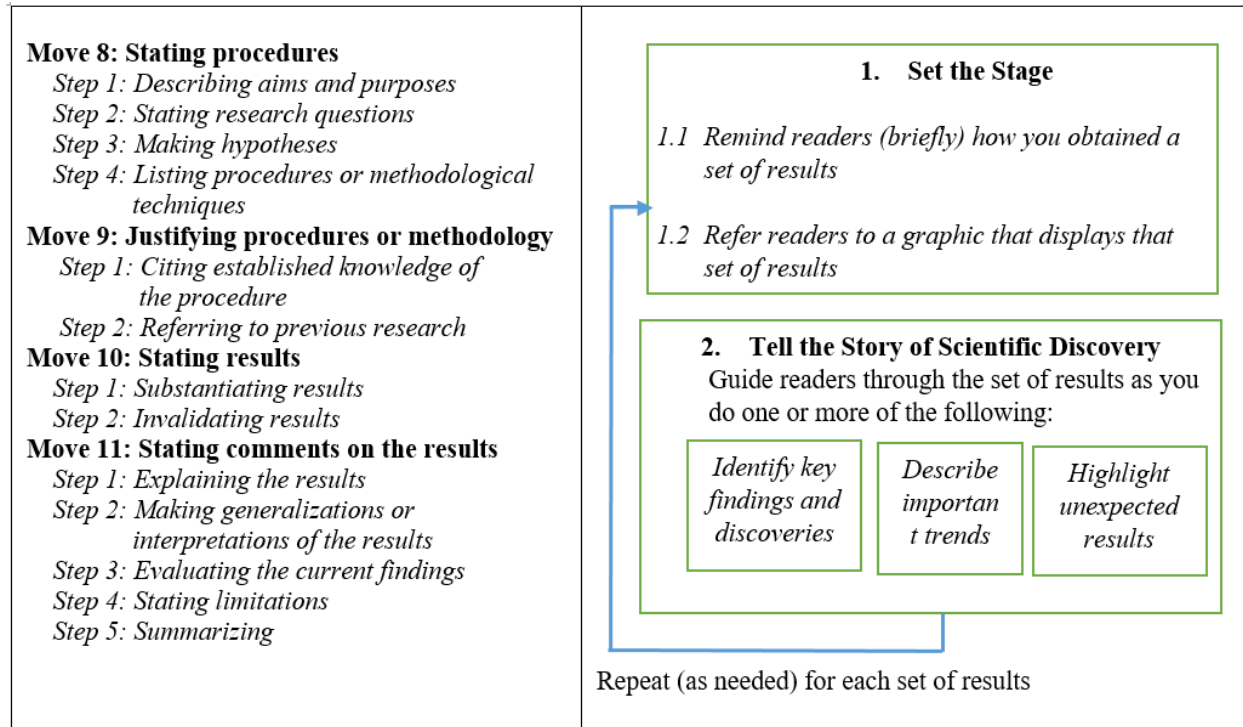 Move 8: Stating procedures
Step 1: Describing aims and purposes
Step 2: Stating research questions
Step 3: Making hypotheses
Step 4: Listing procedures or methodological
techniques
Move 9: Justifying procedures or methodology
Step 1: Citing established knowledge of
the procedure
Step 2: Referring to previous research
Move 10: Stating results
Step 1: Substantiating results
Step 2: Invalidating results
Move 11: Stating comments on the results
Step 1: Explaining the results
Step 2: Making generalizations or
interpretations of the results
Step 3: Evaluating the current findings
Step 4: Stating limitations
Step 5: Summarizing
1. Set the Stage
1.1 Remind readers (briefly) how you obtained a
set of results
1.2 Refer readers to a graphic that displays that
set of results
2. Tell the Story of Scientific Discovery
Guide readers through the set of results as you
do one or more of the following:
Identify key
findings and
discoveries
Describe
importan
t trends
Highlight
unexpected
results
Repeat (as needed) for each set of results